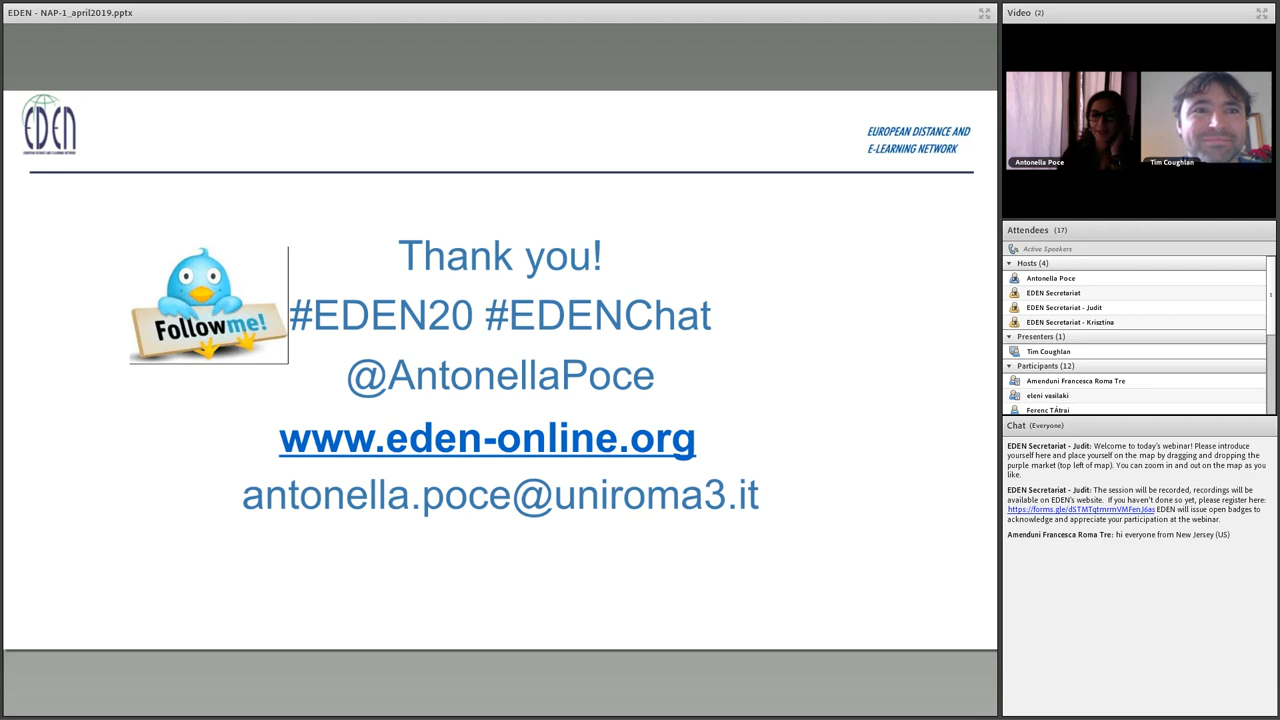 EDEN - NAP-1_april2019.pptx
EDEN
EUROPEAN DISTANCE AND
E-LEARNING NETWORK
Thank you!
Followme!
#EDEN20 #EDENChat
@AntonellaPoce
www.eden-online.org
antonella.poce@uniroma3.it
Video (2)
Antonella Poce
Tim Coughlan
Attendees (17)
Active Speakers
Hosts (4)
Antonella Poce
EDEN Secretariat
EDEN Secretariat - Judit
EDEN Secretariat - Krisztina
Presenters (1)
Tim Coughlan
Participants (12)
Amenduni Francesca Roma Tre
eleni vasilaki
Ferenc TÁtrai
Chat (Everyone)
EDEN Secretariat - Judit: Welcome to today's webinar! Please introduce
yourself here and place yourself on the map by dragging and dropping the
purple market (top left of map). You can zoom in and out on the map as you
like.
EDEN Secretariat - Judit: The session will be recorded, recordings will be
available on EDEN's website. If you haven't done so yet, please register here:
https://forms.gle/dSTMTqtmrmVMFenJ6as EDEN will issue open badges to
acknowledge and appreciate your participation at the webinar.
Amenduni Francesca Roma Tre: hi everyone from New Jersey (US)